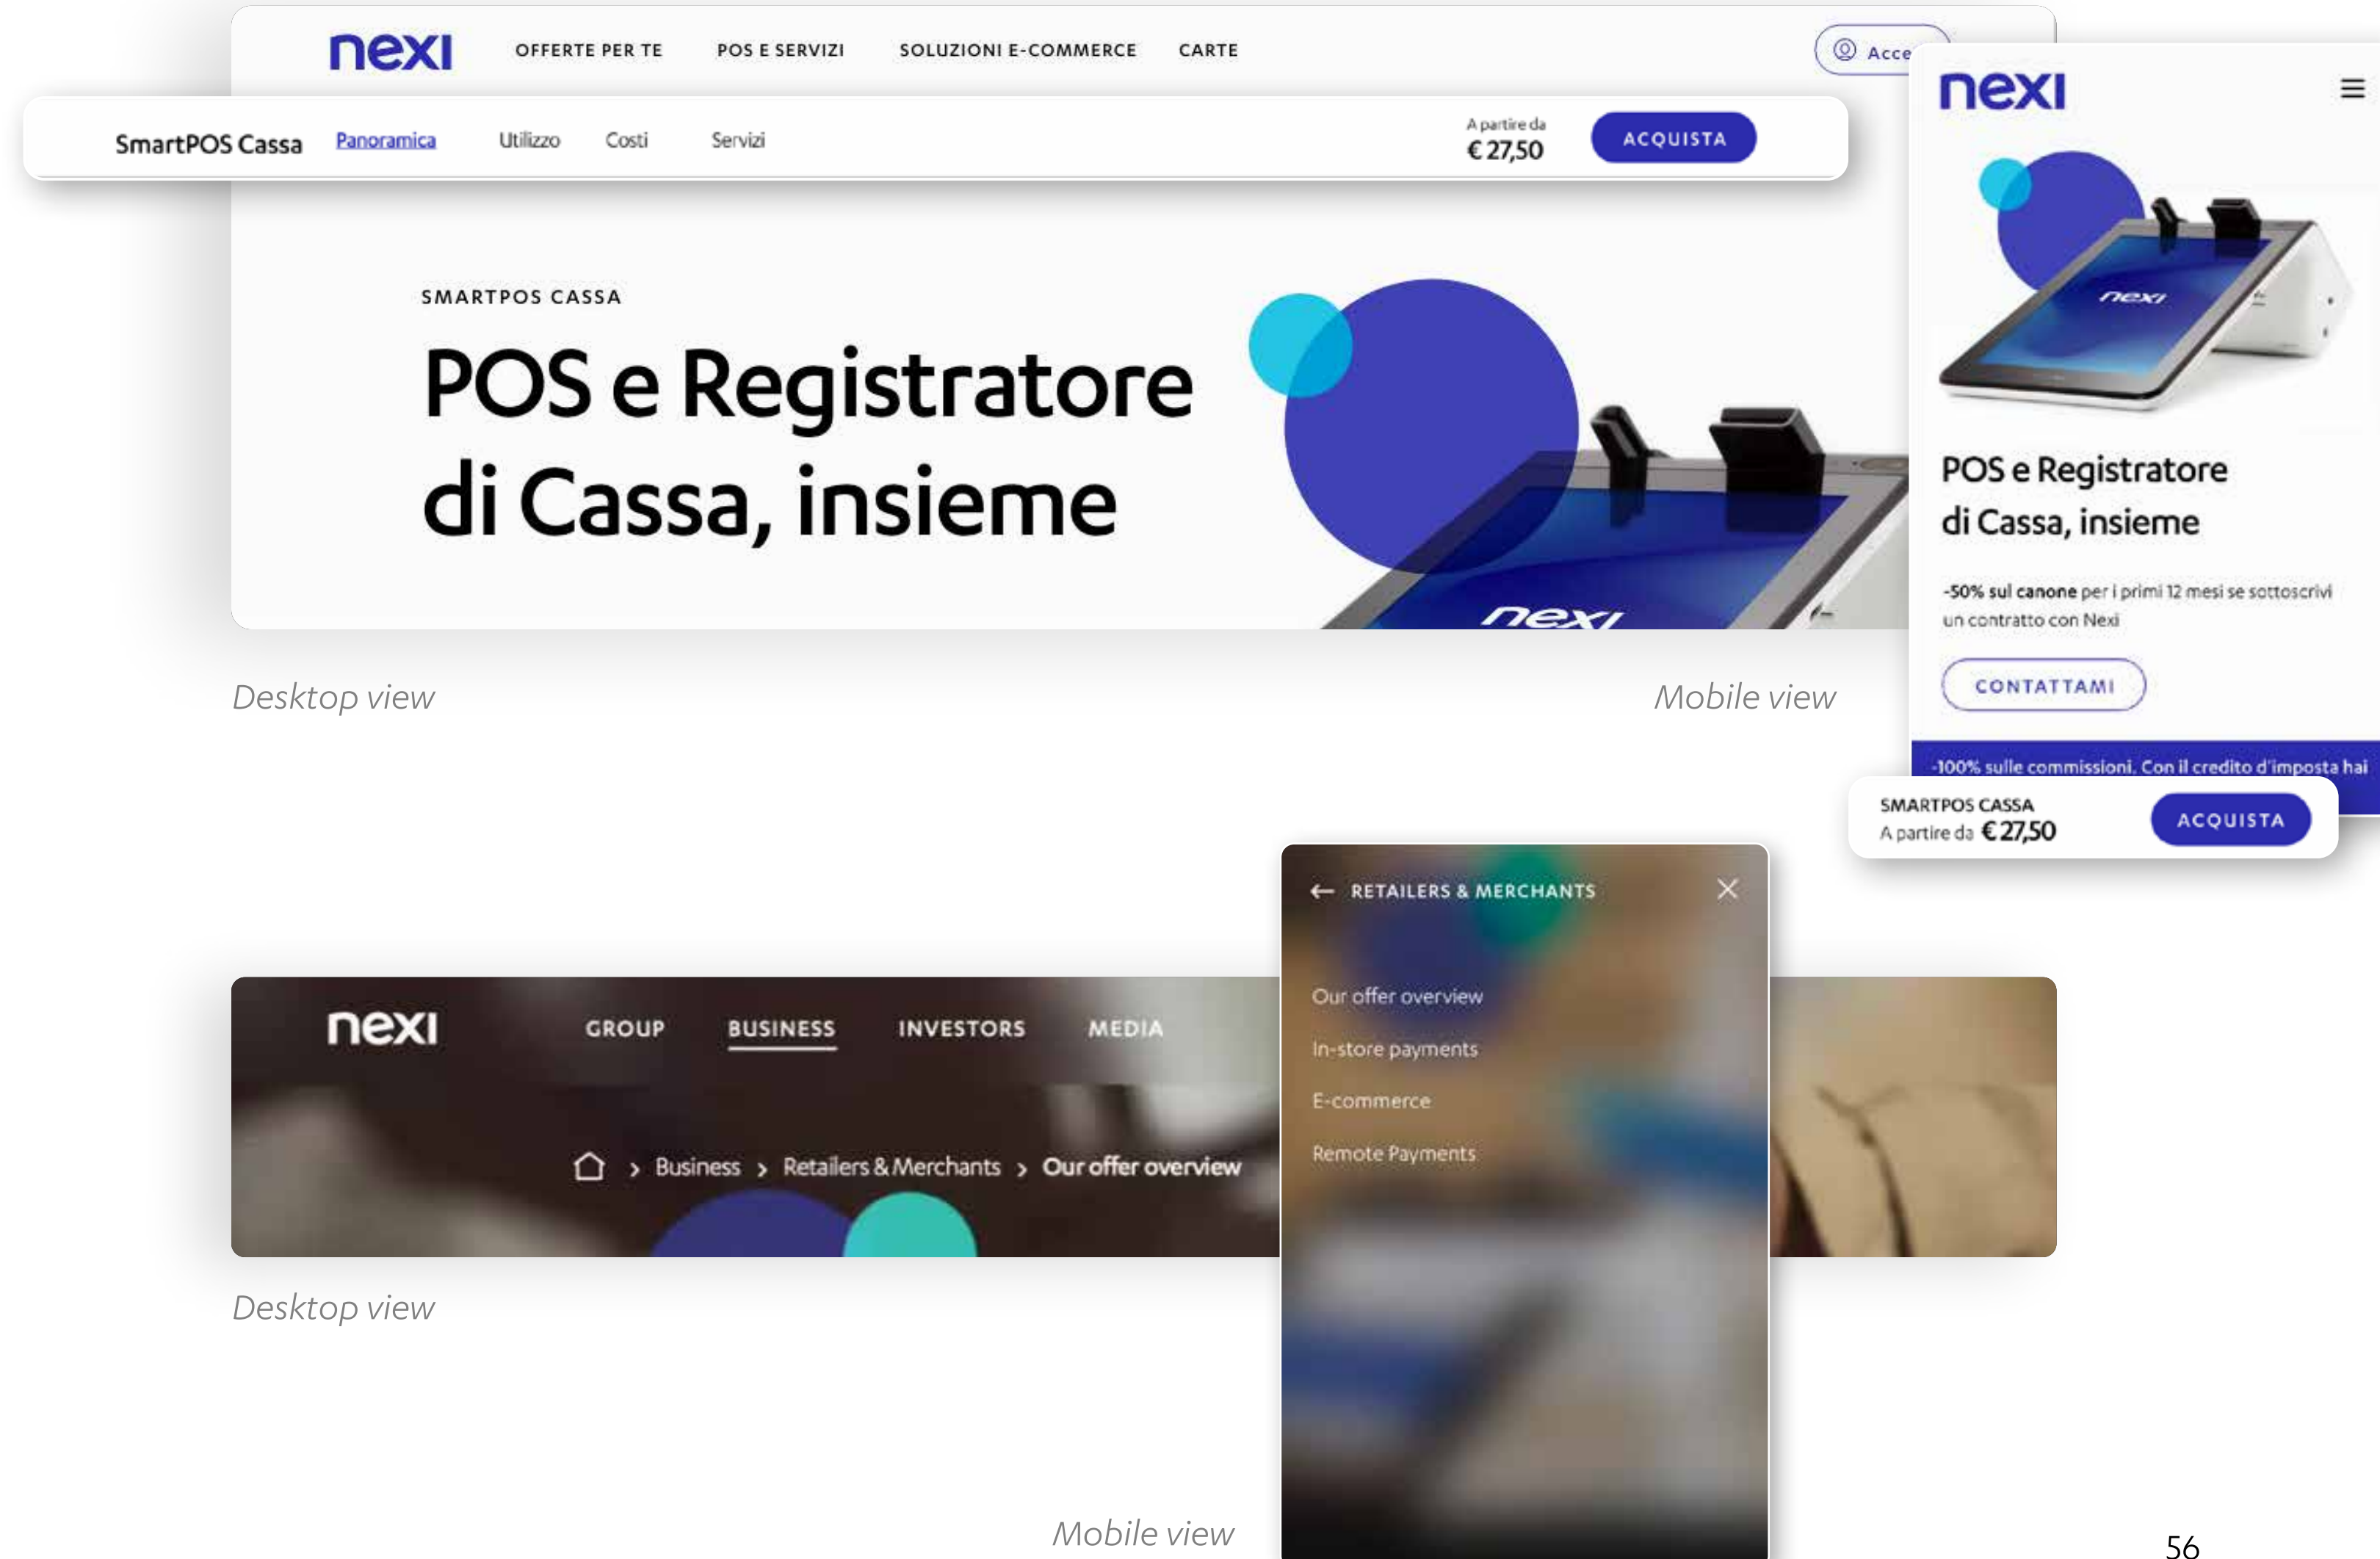 nexi
OFFERTE PER TE POS E SERVIZI SOLUZIONI E-COMMERCE CARTE
SmartPOS Cassa Panoramica Utilizzo Costi Servizi
A partire da
€ 27,50
ACQUISTA
SMARTPOS CASSA
POS e Registratore
di Cassa, insieme
nexi
Desktop view
nexi
nexi
POS e Registratore
di Cassa, insieme
-50% sul canone per i primi 12 mesi se sottoscrivi
un contratto con Nexi
CONTATTAMI
-100% sulle commissioni. Con il credito d'imposta hai
SMARTPOS CASSA
A partire da € 27,50
ACQUISTA
Mobile view
nexi
GROUP BUSINESS INVESTORS MEDIA
> Business > Retailers & Merchants > Our offer overview
Desktop view
← RETAILERS & MERCHANTS
Our offer overview
In-store payments
E-commerce
Remote Payments
Mobile view
56